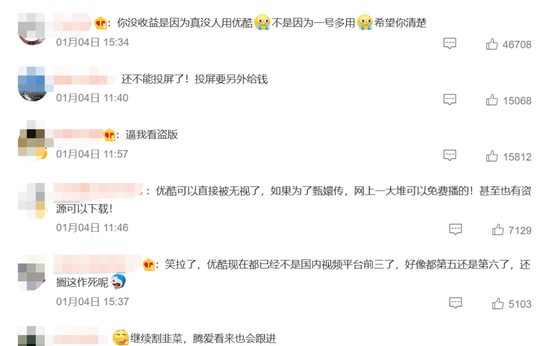 ：你没收益是因为真没人用优酷不是因为一号多用希望你清楚
01月04日 15:34
46708
还不能投屏了！投屏要另外给钱
01月04日 11:40
15068
：逼我看盗版
01月04日 11:57
15812
：优酷可以直接被无视了，如果为了甄嬛传，网上一大堆可以免费播的！甚至也有资
源可以下载！
01月04日 11:46
7129
：笑拉了，优酷现在都已经不是国内视频平台前三了，好像都第五还是第六了，还
搁这作死呢
01月04日 15:37
5103
继续割韭菜，腾爱看来也会跟进